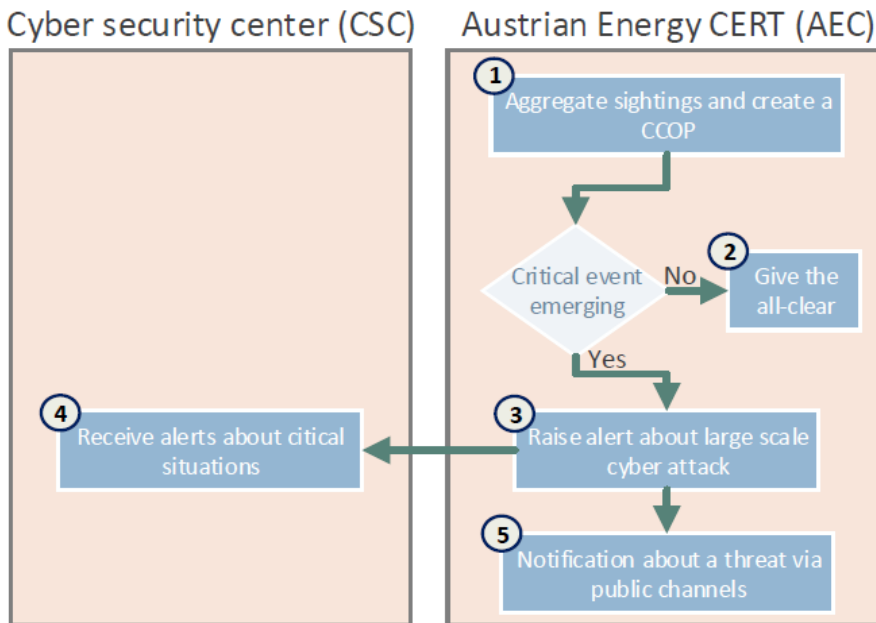 Cyber security center (CSC)
Austrian Energy CERT (AEC)
1
Aggregate sightings and create a
CCOP
2
Critical event
emerging
No
Give the
all-clear
Yes
4
Receive alerts about citical
situations
3
Raise alert about large scale
cyber attack
5
Notification about a threat via
public channels